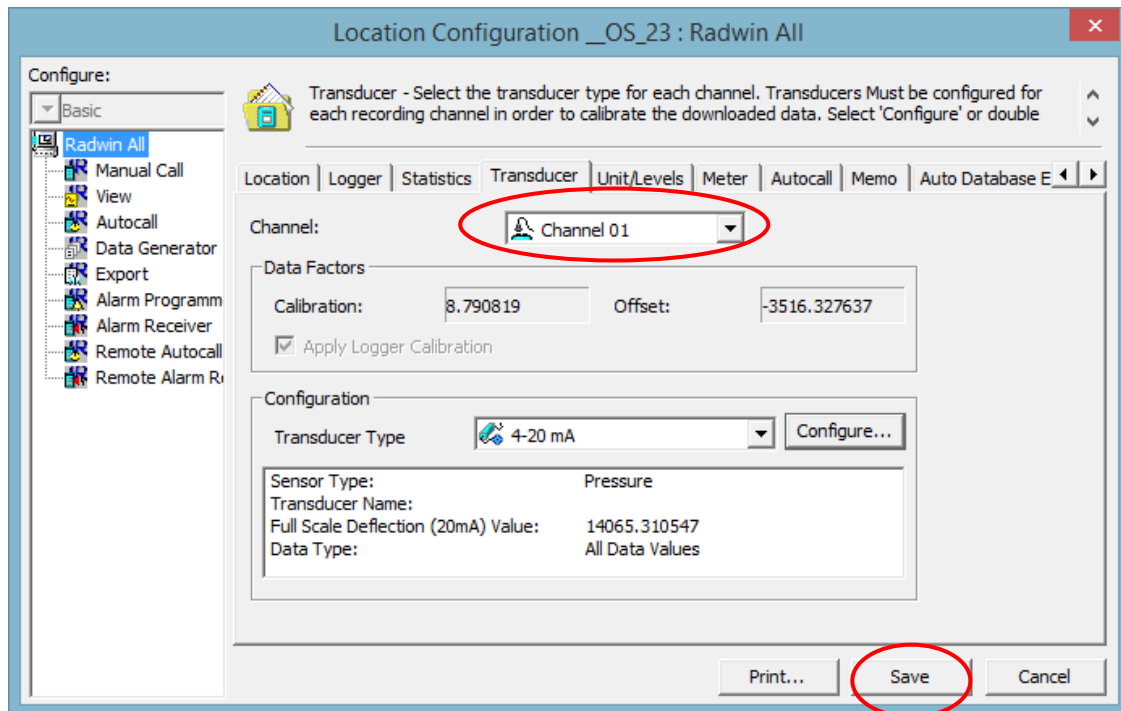 Location Configuration __OS_23 : Radwin All
Configure:
Basic
Radwin All
Manual Call
View
Autocall
Data Generator
Export
Alarm Programm
Alarm Receiver
Remote Autocall
Remote Alarm R
Transducer - Select the transducer type for each channel. Transducers Must be configured for
each recording channel in order to calibrate the downloaded data. Select 'Configure' or double
Location Logger Statistics Transducer Unit/Levels Meter Autocall Memo Auto Database E
Channel: Channel 01
Data Factors
Calibration: 8.790819 Offset: -3516.327637
Apply Logger Calibration
Configuration
Transducer Type 4-20 mA Configure...
Sensor Type: Pressure
Transducer Name:
Full Scale Deflection (20mA) Value: 14065.310547
Data Type: All Data Values
Print... Save Cancel